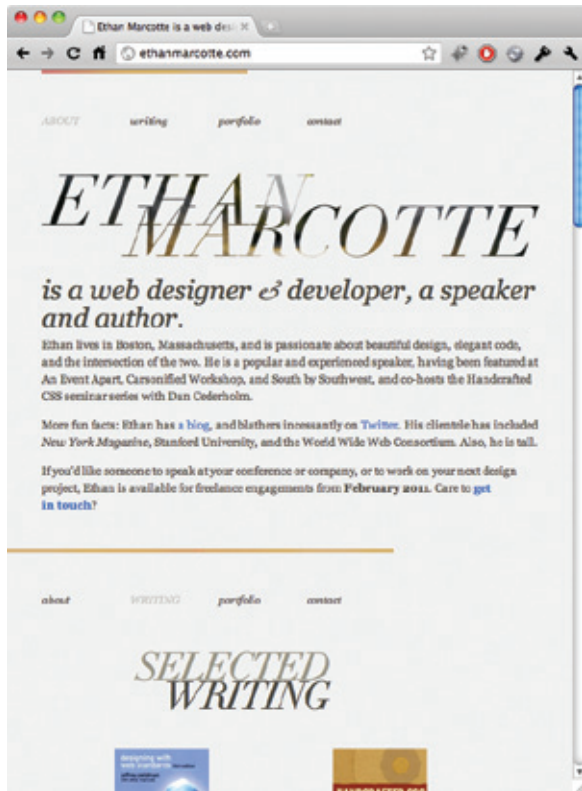 Ethan Marcotte is a web des
ethanmarcotte.com
ABOUT writing portfolio contact
ETHAN
MARCOTTE
is a web designer & developer, a speaker
and author.
Ethan lives in Boston, Massachusetts, and is passionate about beautiful design, elegant code,
and the intersection of the two. He is a popular and experienced speaker, having been featured at
An Event Apart, Carsonified Workshop, and South by Southwest, and co-hosts the Handcrafted
CSS seminar series with Dan Cederholm.
More fun facts: Ethan has a blog, and blathers incessantly on Twitter. His clientele has included
New York Magazine, Stanford University, and the World Wide Web Consortium. Also, he is tall.
If you'd like someone to speak at your conference or company, or to work on your next design
project, Ethan is available for freelance engagements from February 2011. Care to get
in touch?
about WRITING portfolio contact
SELECTED
WRITING
designing with
web standards
HANDCRAFTED CSS